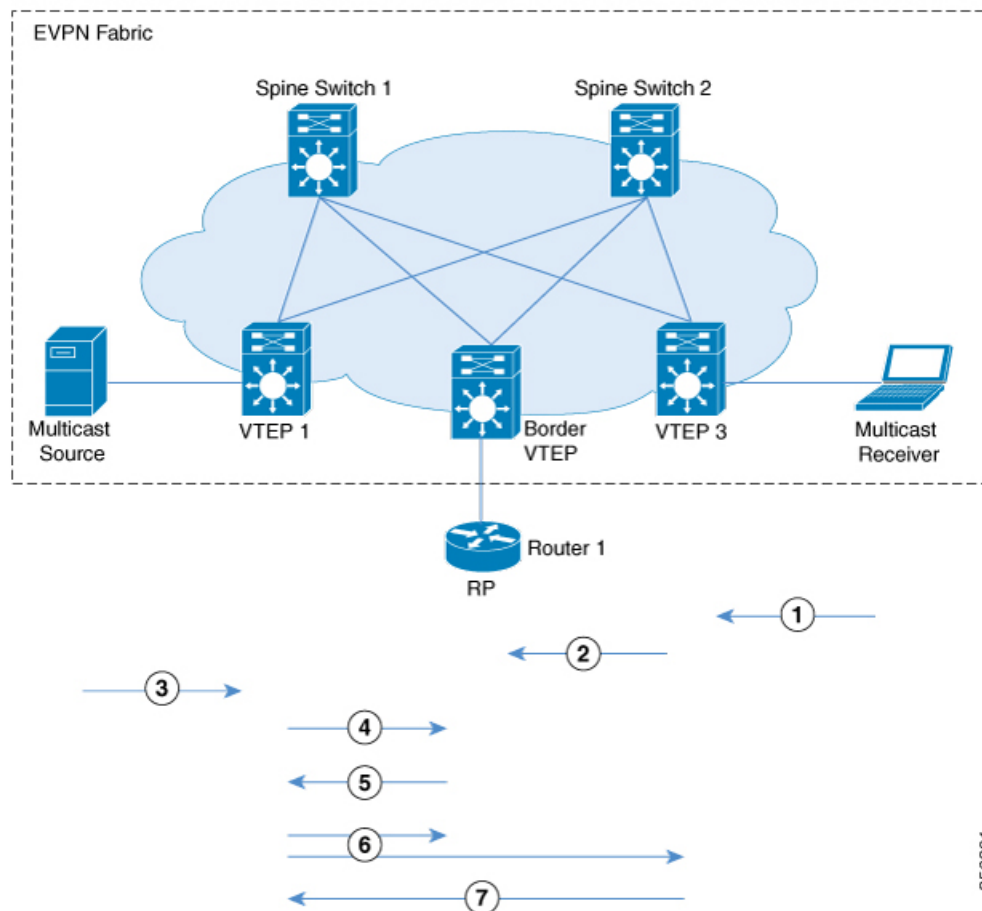 EVPN Fabric
Spine Switch 1
Spine Switch 2
Multicast
Source
VTEP 1
Border
VTEP
VTEP 3
Multicast
Receiver
Router 1
RP
1
2
3
4
5
6
7